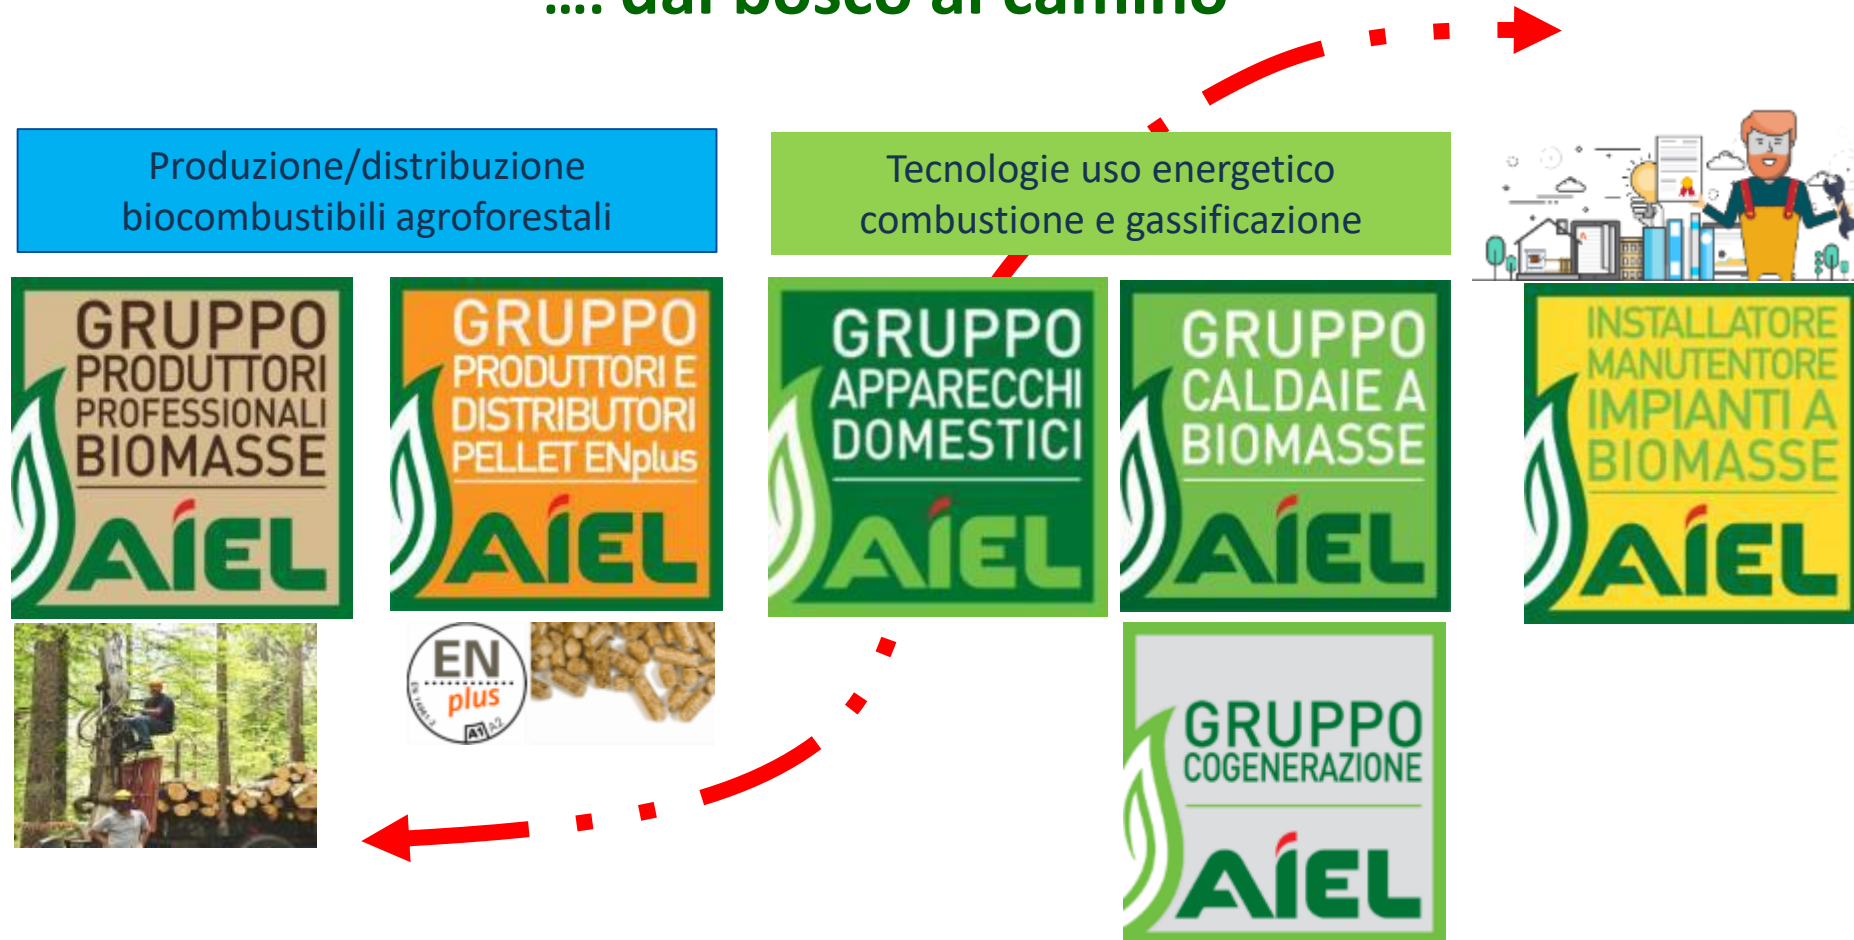 .... dal bosco al camino
Produzione/distribuzione
biocombustibili agroforestali
Tecnologie uso energetico
combustione e gassificazione
GRUPPO
PRODUTTORI
PROFESSIONALI
BIOMASSE
AIEL
GRUPPO
PRODUTTORI E
DISTRIBUTORI
PELLET ENplus
AIEL
GRUPPO
APPARECCHI
DOMESTICI
AIEL
GRUPPO
CALDAIE A
BIOMASSE
AIEL
INSTALLATORE
MANUTENTORE
IMPIANTI A
BIOMASSE
AIEL
EN
plus
A1 A2
GRUPPO
COGENERAZIONE
AIEL